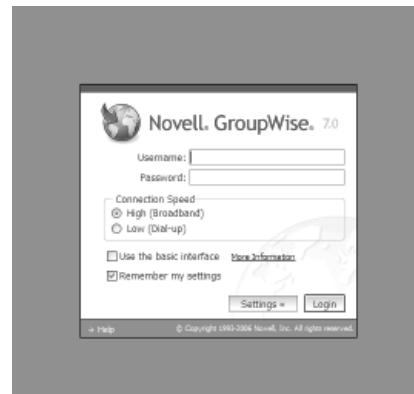 Novell. GroupWise. 7.0
Username:
Password:
Connection Speed
High (Broadband)
Low (Dial-up)
Use the basic interface More Information
Remember my settings
Settings « Login
Help © Copyright 1993-2006 Novell, Inc. All rights reserved.